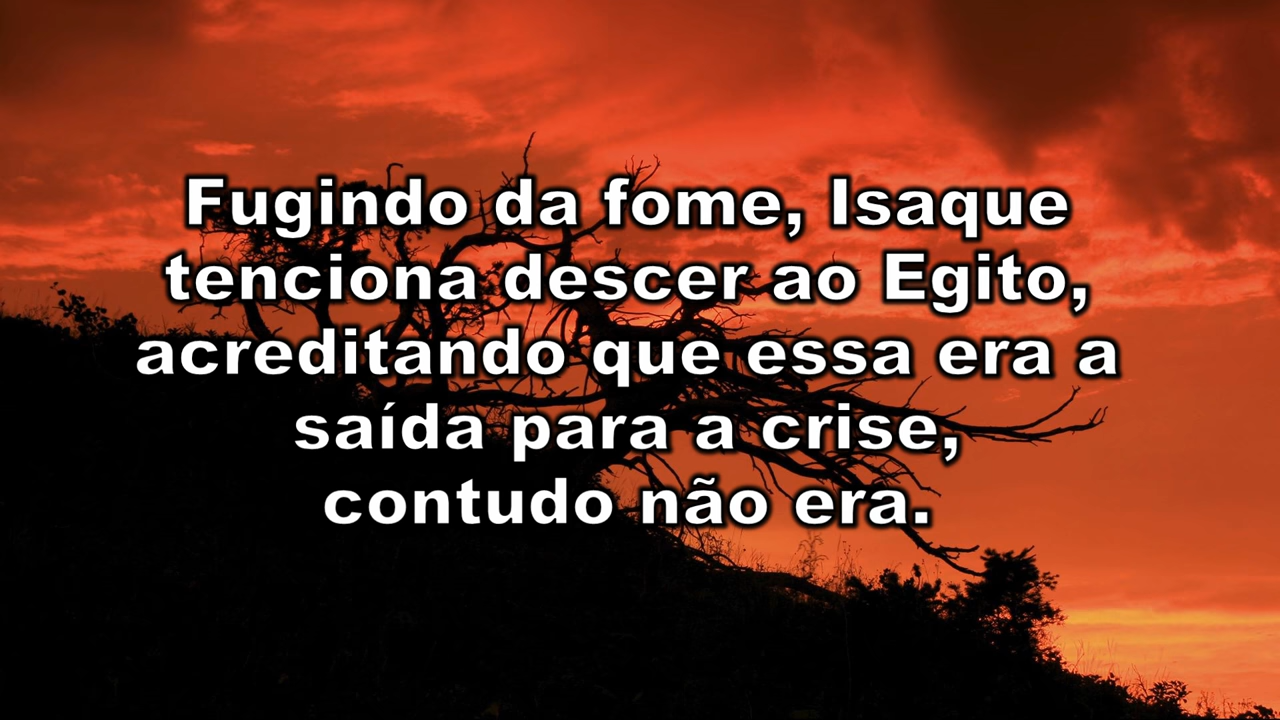 Fugindo da fome, Isaque
tenciona descer ao Egito,
acreditando que essa era a
saída para a crise,
contudo não era.